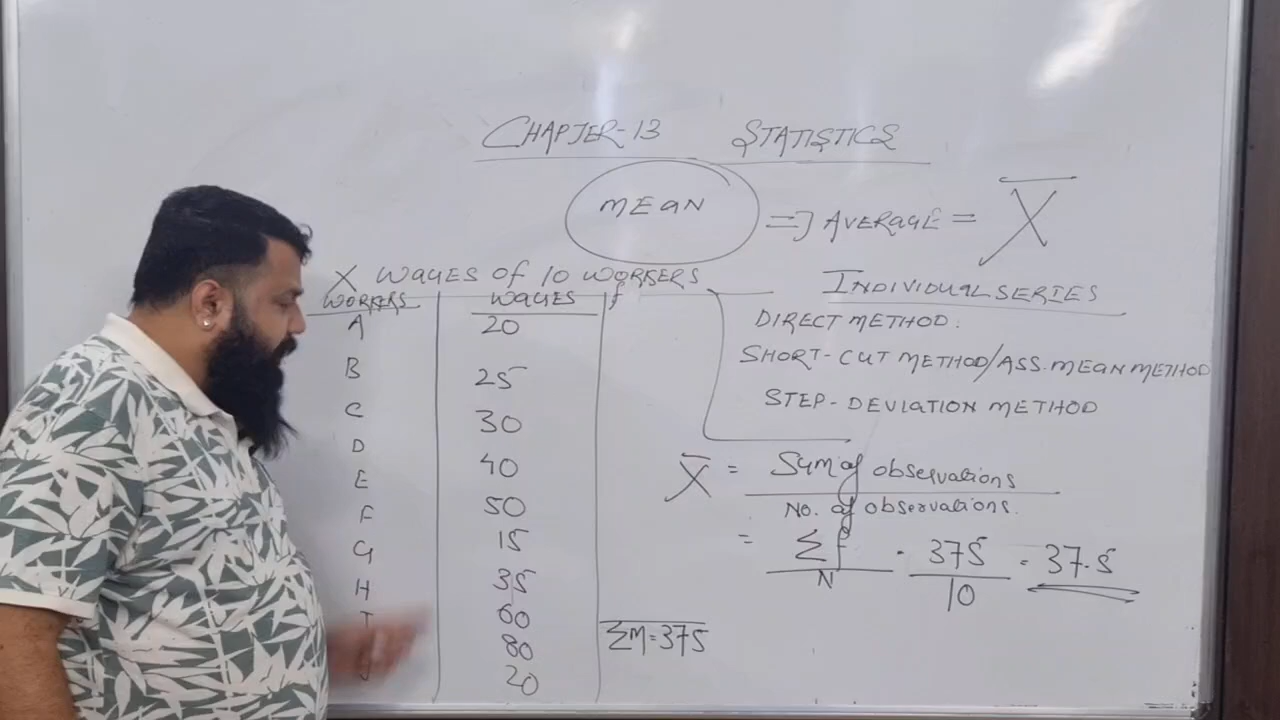 CHAPTER-13 STATISTICS
MEAN => AVERAGE = X̄
X WAGES OF 10 WORKERS
WORKERS WAGES f
A 20
B 25
C 30
D 40
E 50
F 15
G 35
H 60
I 80
J 20
ΣM=375
INDIVIDUAL SERIES
DIRECT METHOD.
SHORT-CUT METHOD/ASS. MEAN METHOD
STEP-DEVIATION METHOD
X̄ = Sum of observations
No. of observations.
= Σf = 375 = 37.5
N 10